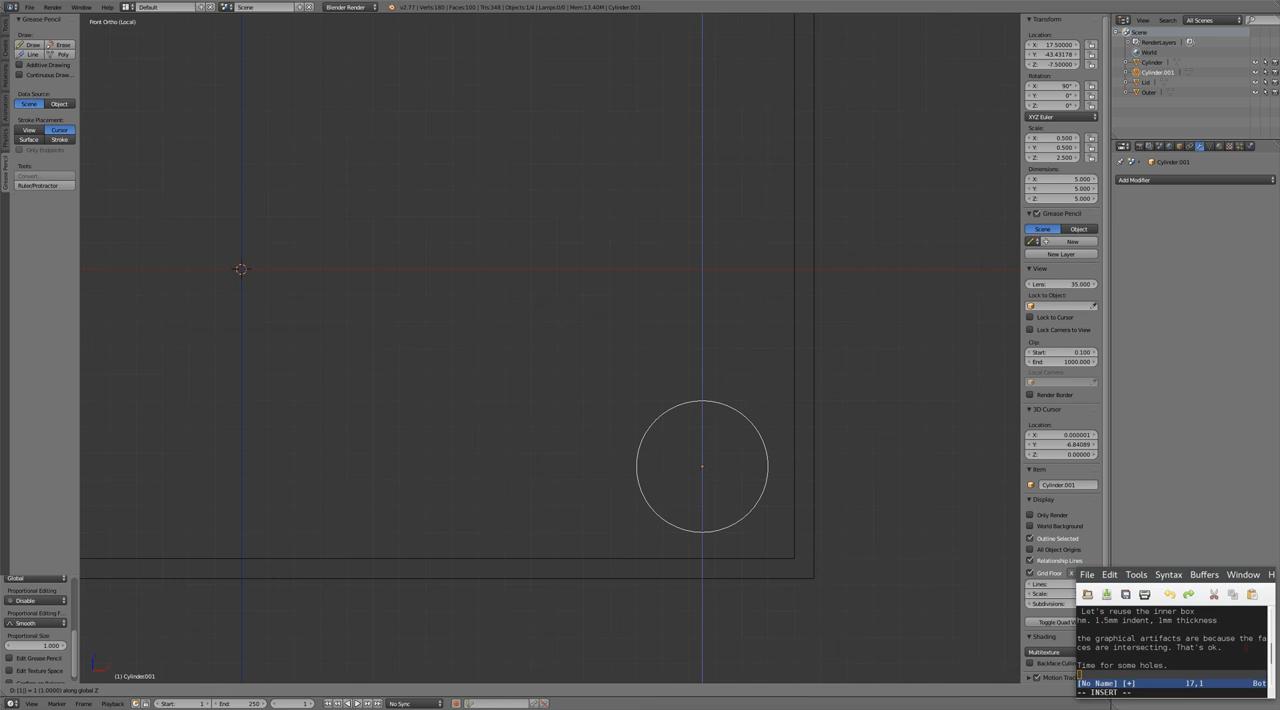 File Render Window Help Default Scene Blender Render v2.77 | Verts:180 | Faces:100 | Tris:348 | Objects:1/4 | Lamps:0/0 | Mem:13.40M | Cylinder.001
Grease Pencil
Draw:
Draw Erase
Line Poly
Additive Drawing
Continuous Draw...
Data Source:
Scene Object
Stroke Placement:
View Cursor
Surface Stroke
Only Endpoints
Tools:
Convert...
Ruler/Protractor
Global
Proportional Editing
Disable
Proportional Editing F...
Smooth
Proportional Size
1.000
Edit Grease Pencil
Edit Texture Space
Front Ortho (Local)
(1) Cylinder.001
D: [1|] = 1 (1.0000) along global Z
View Marker Frame Playback Start: 1 End: 250 1 No Sync
Transform
Location:
X: 17.50000
Y: -43.43178
Z: -7.50000
Rotation:
X: 90°
Y: 0°
Z: 0°
XYZ Euler
Scale:
X: 0.500
Y: 0.500
Z: 2.500
Dimensions:
X: 5.000
Y: 5.000
Z: 5.000
Grease Pencil
Scene Object
New
New Layer
View
Lens: 35.000
Lock to Object:
Lock to Cursor
Lock Camera to View
Clip:
Start: 0.100
End: 1000.000
Local Camera:
Render Border
3D Cursor
Location:
X: 0.000001
Y: -6.84089
Z: 0.00000
Item
Cylinder.001
Display
Only Render
World Background
Outline Selected
All Object Origins
Relationship Lines
Grid Floor X
Lines:
Scale:
Subdivisions:
Toggle Quad V
Shading
Multitexture
Backface Culli
Motion Trac
View Search All Scenes
Scene
RenderLayers
World
Cylinder
Cylinder.001
Lid
Outer
Cylinder.001
Add Modifier
File Edit Tools Syntax Buffers Window H
Let's reuse the inner box
hm. 1.5mm indent, 1mm thickness
the graphical artifacts are because the fa
ces are intersecting. That's ok.
Time for some holes.
[No Name] [+] 17,1 Bot
-- INSERT --